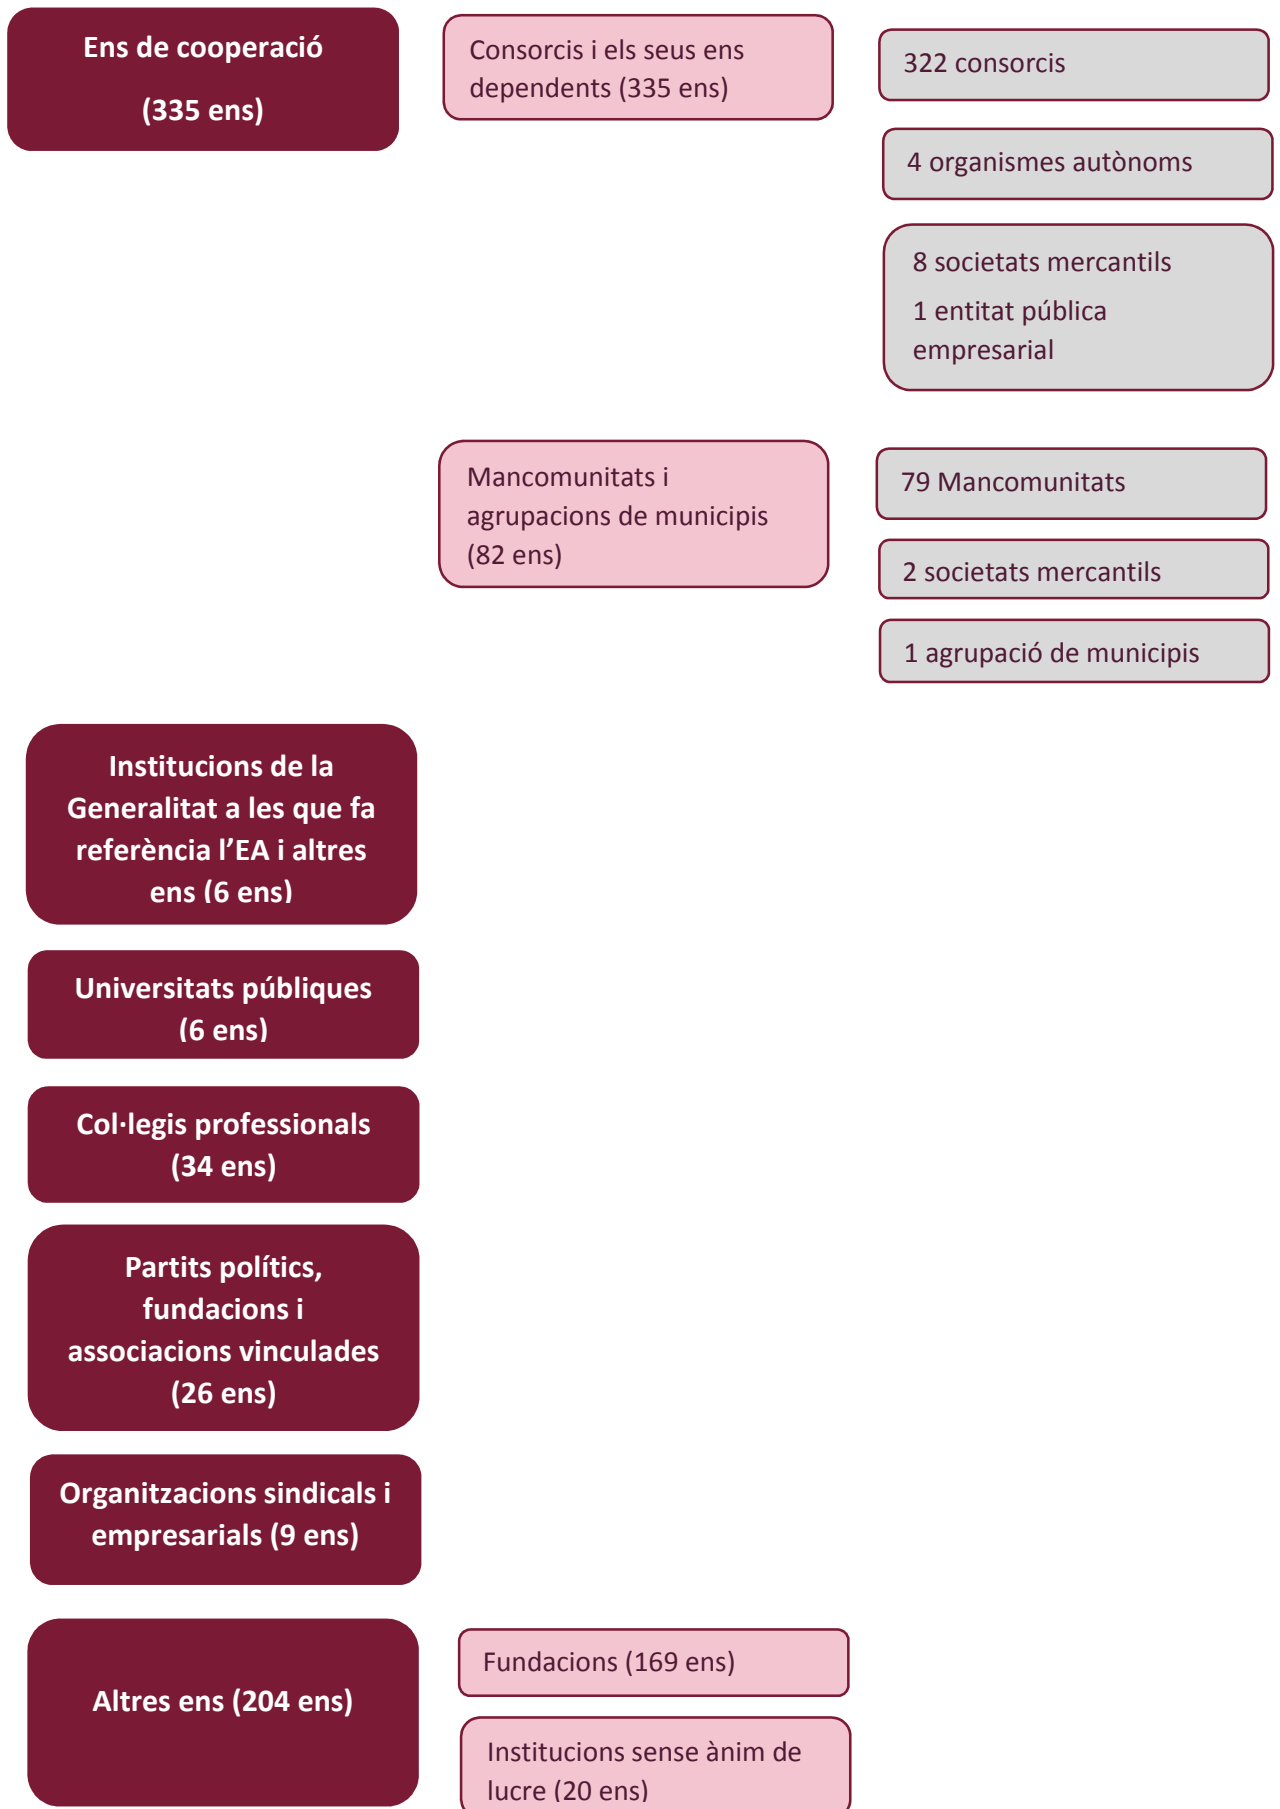 Ens de cooperació
(335 ens)
Consorcis i els seus ens
dependents (335 ens)
322 consorcis
4 organismes autònoms
8 societats mercantils
1 entitat pública
empresarial
Mancomunitats i
agrupacions de municipis
(82 ens)
79 Mancomunitats
2 societats mercantils
1 agrupació de municipis
Institucions de la
Generalitat a les que fa
referència l’EA i altres
ens (6 ens)
Universitats públiques
(6 ens)
Col·legis professionals
(34 ens)
Partits polítics,
fundacions i
associacions vinculades
(26 ens)
Organitzacions sindicals i
empresarials (9 ens)
Altres ens (204 ens)
Fundacions (169 ens)
Institucions sense ànim de
lucre (20 ens)